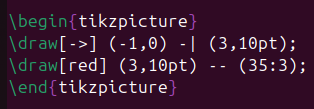 \begin{tikzpicture}
\draw[->] (-1,0) -| (3,10pt);
\draw[red] (3,10pt) -- (35:3);
\end{tikzpicture}